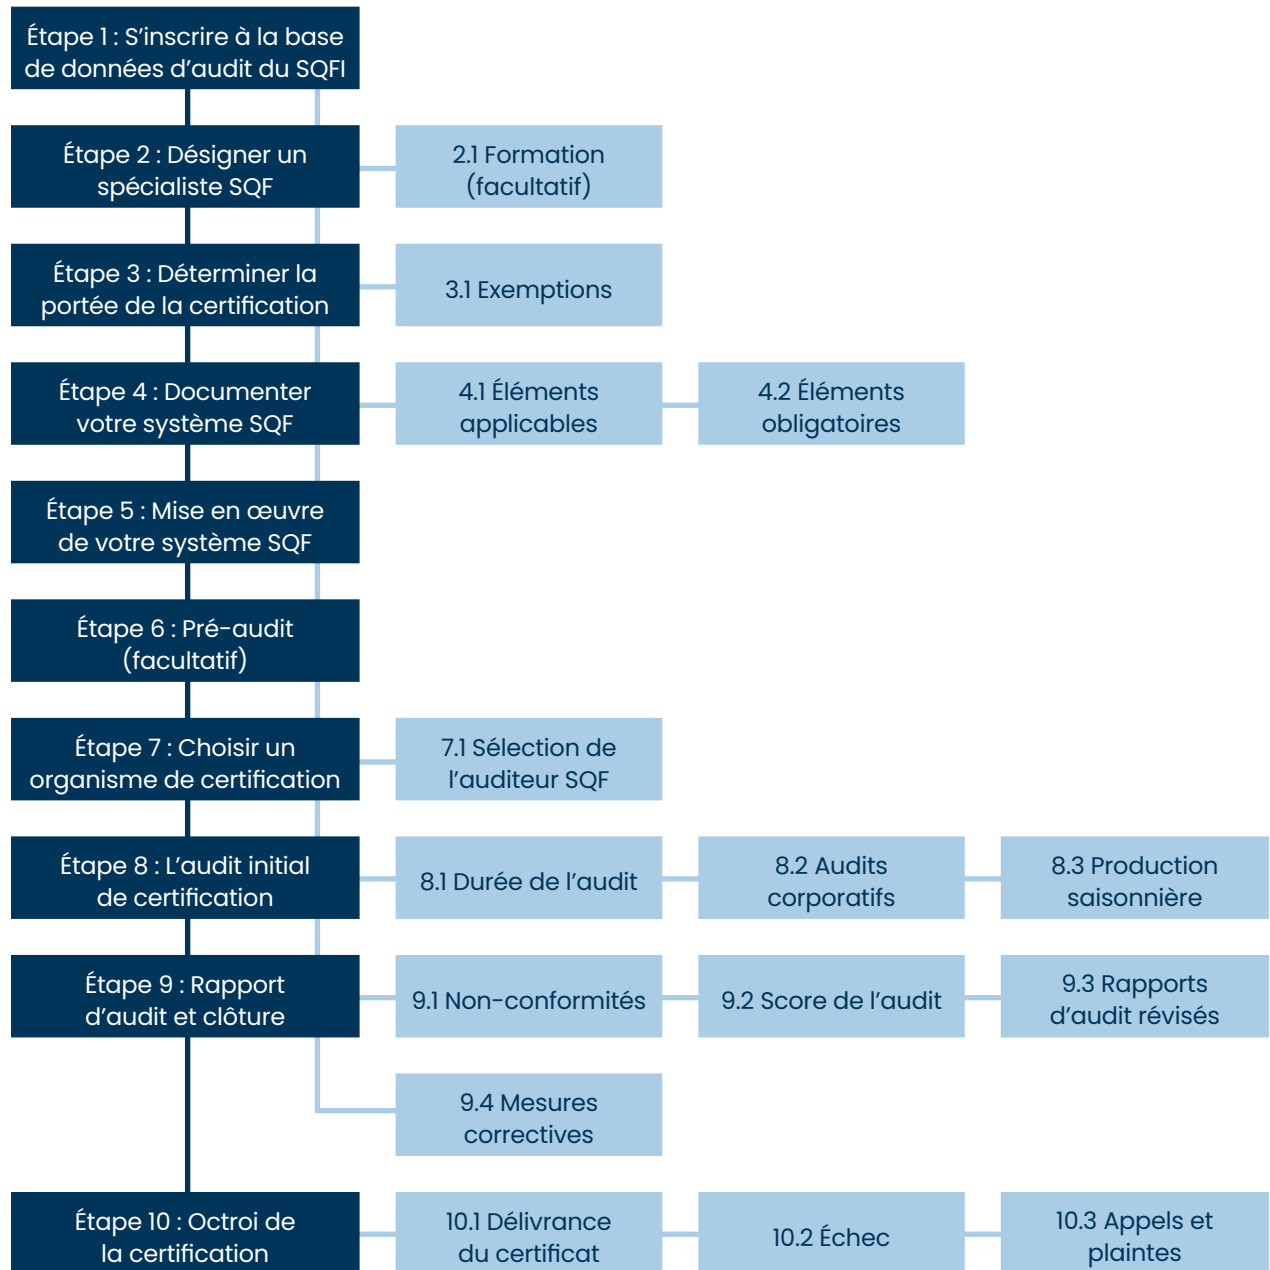 Étape 1 : S’inscrire à la base
de données d’audit du SQFI
Étape 2 : Désigner un
spécialiste SQF
2.1 Formation
(facultatif)
Étape 3 : Déterminer la
portée de la certification
3.1 Exemptions
Étape 4 : Documenter
votre système SQF
4.1 Éléments
applicables
4.2 Éléments
obligatoires
Étape 5 : Mise en œuvre
de votre système SQF
Étape 6 : Pré-audit
(facultatif)
Étape 7 : Choisir un
organisme de certification
7.1 Sélection de
l’auditeur SQF
Étape 8 : L’audit initial
de certification
8.1 Durée de l’audit
8.2 Audits
corporatifs
8.3 Production
saisonnière
Étape 9 : Rapport
d’audit et clôture
9.1 Non-conformités
9.2 Score de l’audit
9.3 Rapports
d’audit révisés
9.4 Mesures
correctives
Étape 10 : Octroi de
la certification
10.1 Délivrance
du certificat
10.2 Échec
10.3 Appels et
plaintes